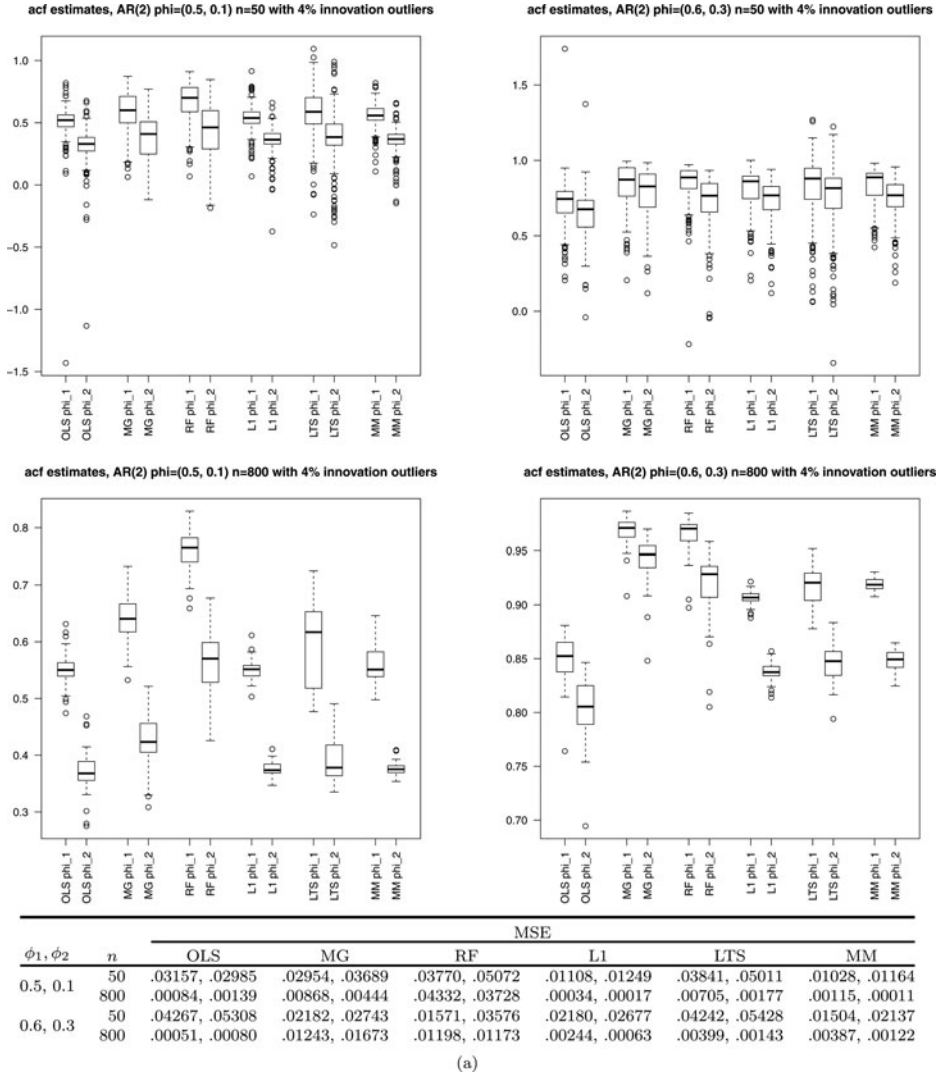 acf estimates, AR(2) phi=(0.5, 0.1) n=50 with 4% innovation outliers
1.0
0.5
0.0
−0.5
−1.0
−1.5
OLS phi_1
OLS phi_2
MG phi_1
MG phi_2
RF phi_1
RF phi_2
L1 phi_1
L1 phi_2
LTS phi_1
LTS phi_2
MM phi_1
MM phi_2
acf estimates, AR(2) phi=(0.6, 0.3) n=50 with 4% innovation outliers
1.5
1.0
0.5
0.0
OLS phi_1
OLS phi_2
MG phi_1
MG phi_2
RF phi_1
RF phi_2
L1 phi_1
L1 phi_2
LTS phi_1
LTS phi_2
MM phi_1
MM phi_2
acf estimates, AR(2) phi=(0.5, 0.1) n=800 with 4% innovation outliers
0.8
0.7
0.6
0.5
0.4
0.3
OLS phi_1
OLS phi_2
MG phi_1
MG phi_2
RF phi_1
RF phi_2
L1 phi_1
L1 phi_2
LTS phi_1
LTS phi_2
MM phi_1
MM phi_2
acf estimates, AR(2) phi=(0.6, 0.3) n=800 with 4% innovation outliers
0.95
0.90
0.85
0.80
0.75
0.70
OLS phi_1
OLS phi_2
MG phi_1
MG phi_2
RF phi_1
RF phi_2
L1 phi_1
L1 phi_2
LTS phi_1
LTS phi_2
MM phi_1
MM phi_2
MSE
ϕ₁, ϕ₂ n OLS MG RF L1 LTS MM
0.5, 0.1 50 .03157, .02985 .02954, .03689 .03770, .05072 .01108, .01249 .03841, .05011 .01028, .01164
800 .00084, .00139 .00868, .00444 .04332, .03728 .00034, .00017 .00705, .00177 .00115, .00011
0.6, 0.3 50 .04267, .05308 .02182, .02743 .01571, .03576 .02180, .02677 .04242, .05428 .01504, .02137
800 .00051, .00080 .01243, .01673 .01198, .01173 .00244, .00063 .00399, .00143 .00387, .00122
(a)